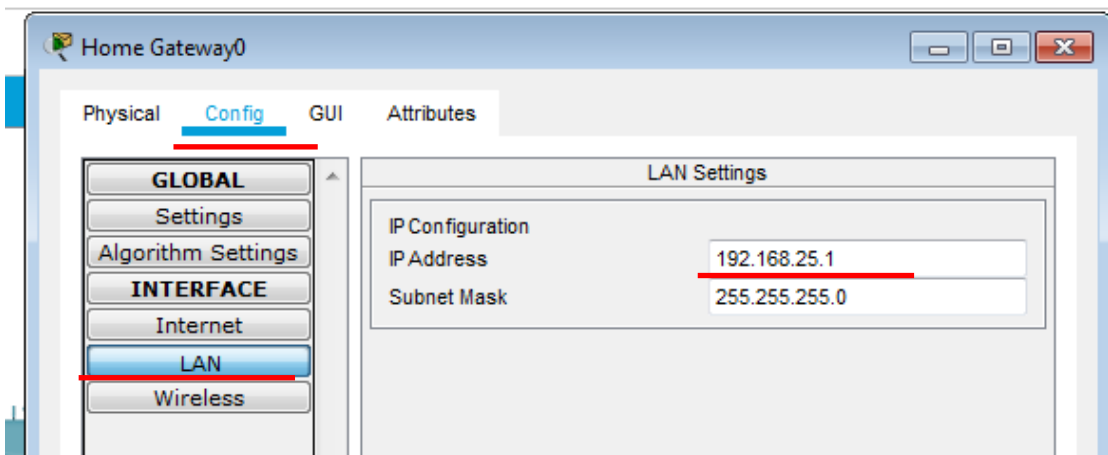 Home Gateway0
Physical Config GUI Attributes
GLOBAL
Settings
Algorithm Settings
INTERFACE
Internet
LAN
Wireless
LAN Settings
IP Configuration
IP Address 192.168.25.1
Subnet Mask 255.255.255.0